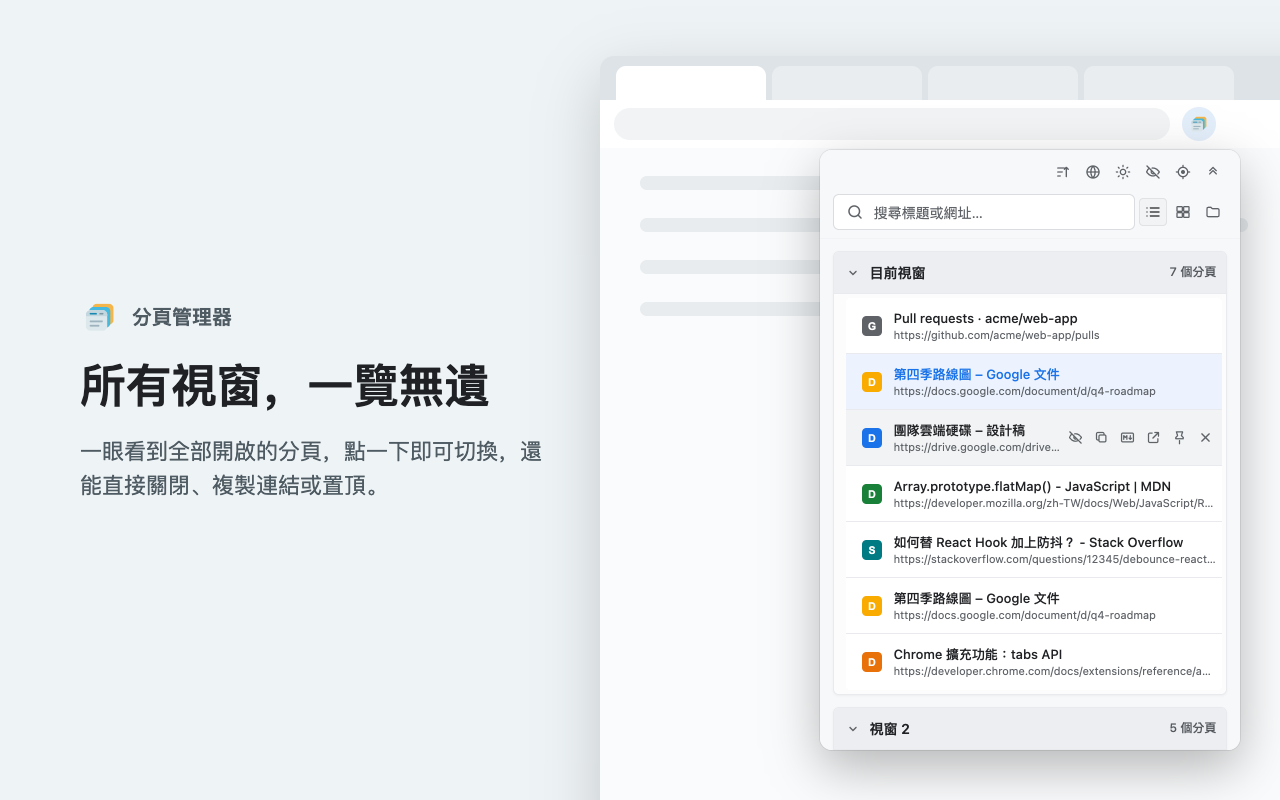 分頁管理器
所有視窗，一覽無遺
一眼看到全部開啟的分頁，點一下即可切換，還
能直接關閉、複製連結或置頂。
搜尋標題或網址...
目前視窗
7 個分頁
G
Pull requests · acme/web-app
https://github.com/acme/web-app/pulls
D
第四季路線圖 – Google 文件
https://docs.google.com/document/d/q4-roadmap
D
團隊雲端硬碟 – 設計稿
https://drive.google.com/drive...
D
Array.prototype.flatMap() - JavaScript | MDN
https://developer.mozilla.org/zh-TW/docs/Web/JavaScript/R...
S
如何替 React Hook 加上防抖？ - Stack Overflow
https://stackoverflow.com/questions/12345/debounce-react...
D
第四季路線圖 – Google 文件
https://docs.google.com/document/d/q4-roadmap
D
Chrome 擴充功能：tabs API
https://developer.chrome.com/docs/extensions/reference/a...
視窗 2
5 個分頁